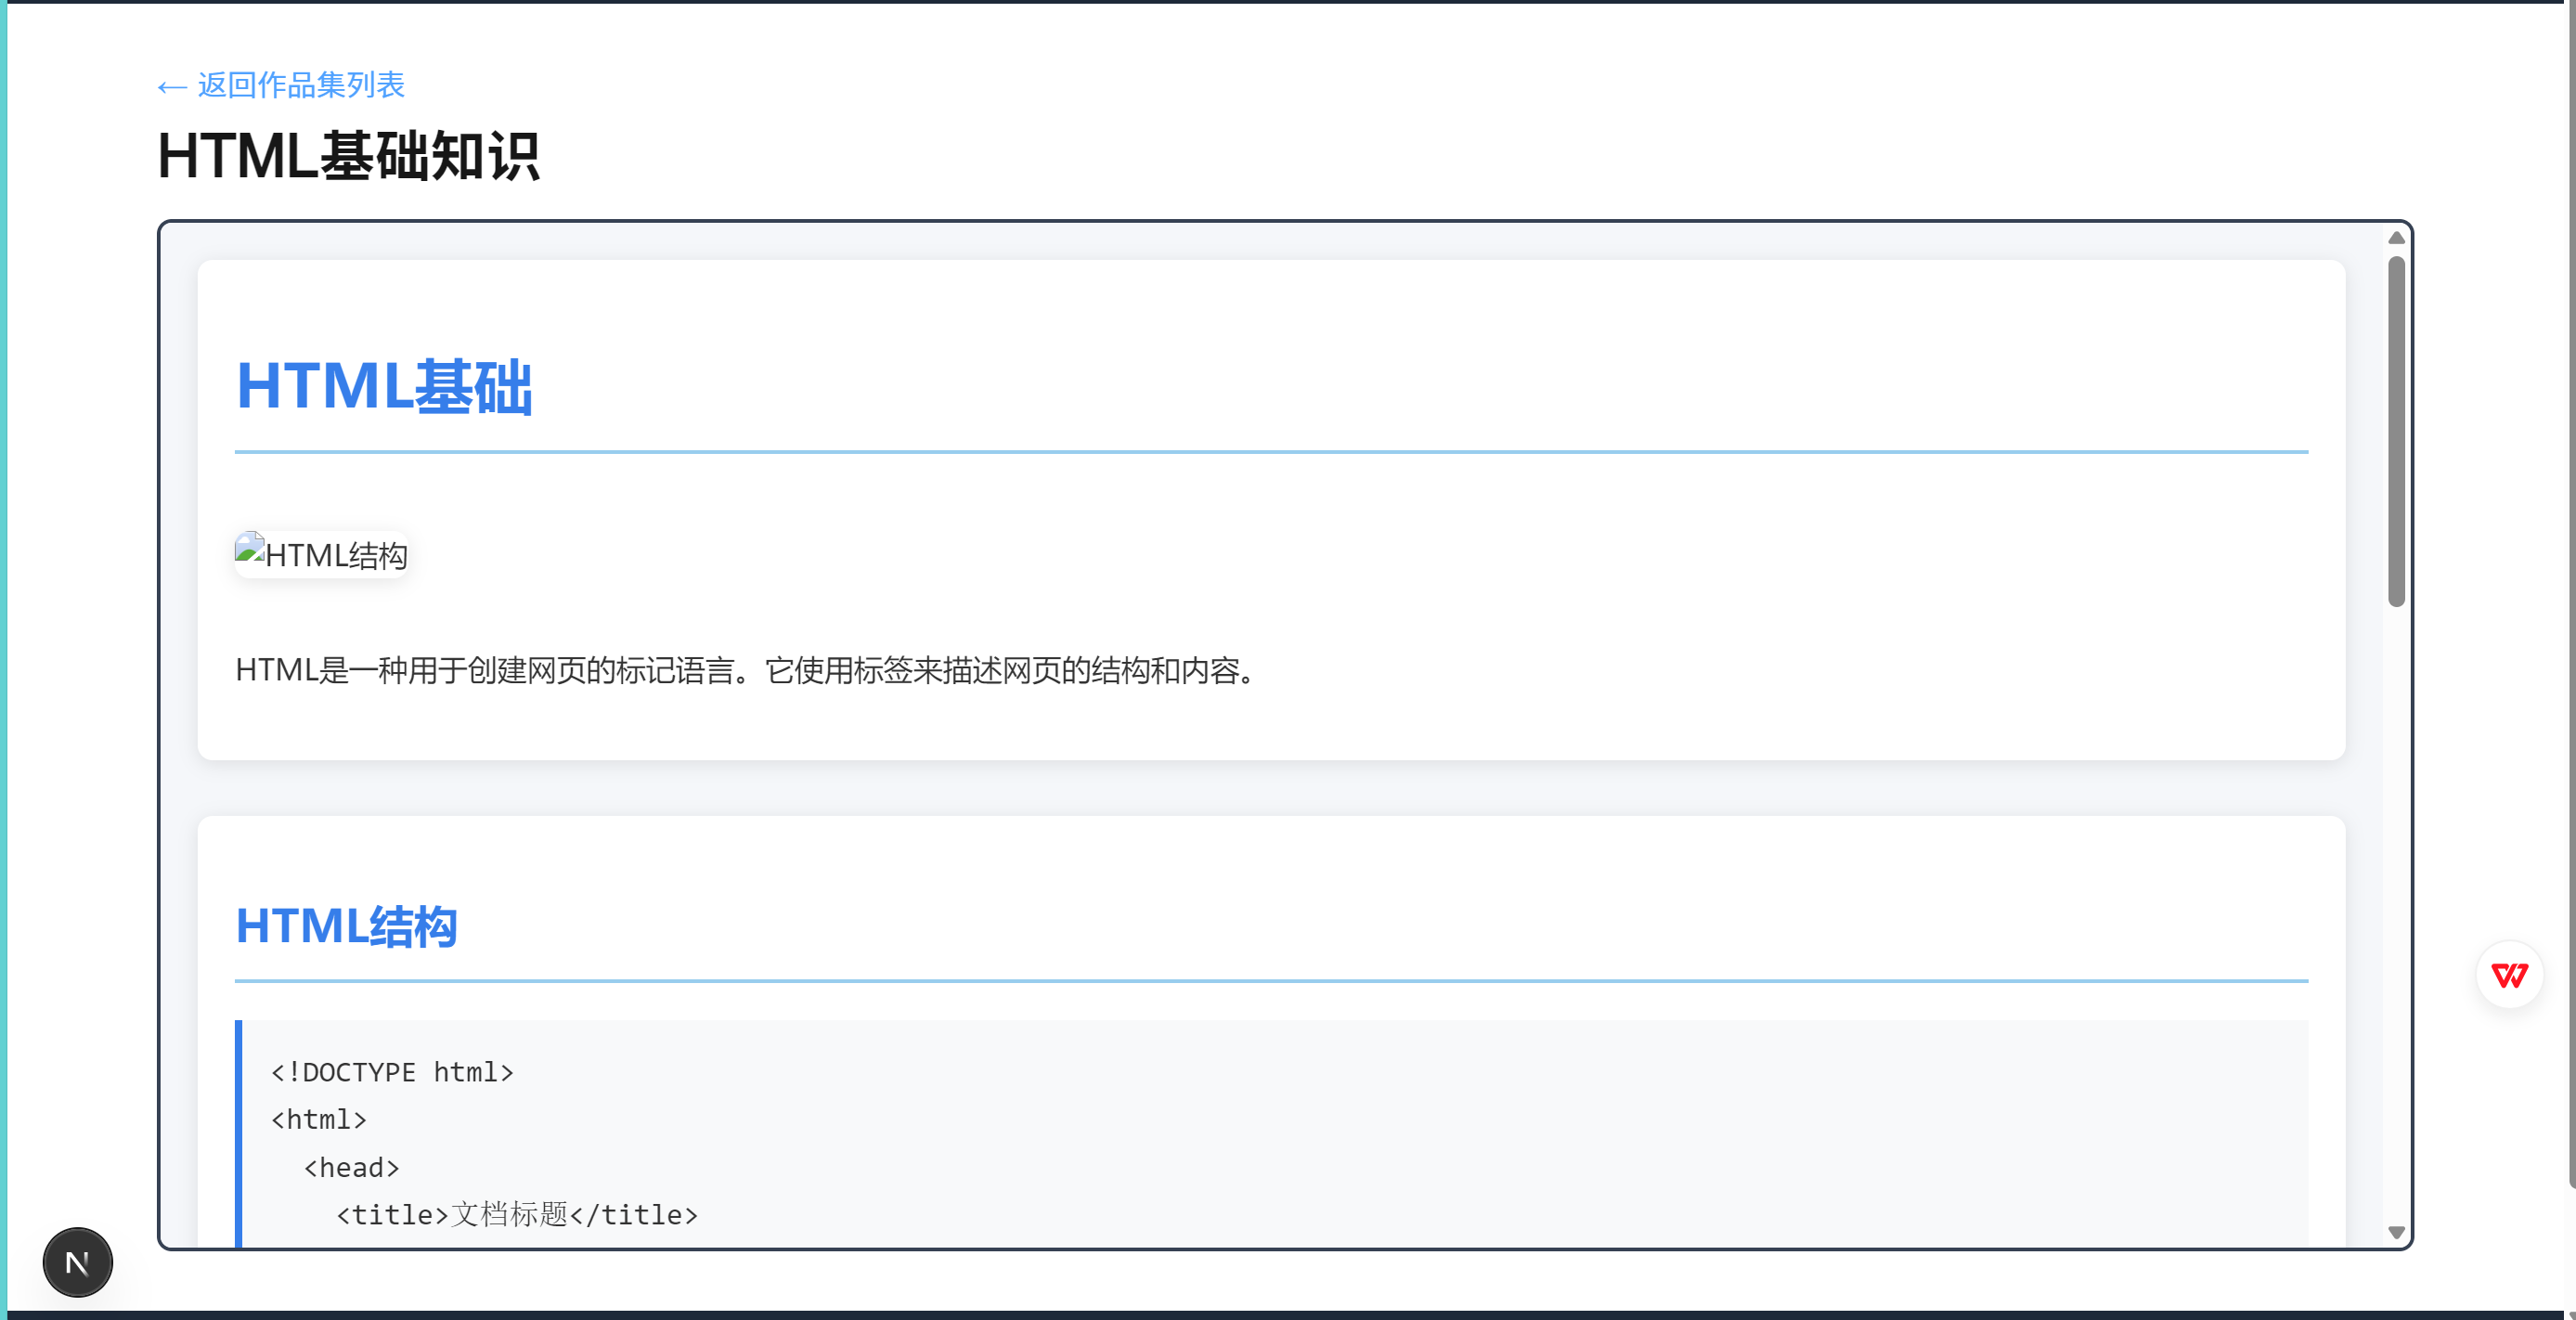 ← 返回作品集列表
HTML基础知识
HTML基础
HTML结构
HTML是一种用于创建网页的标记语言。它使用标签来描述网页的结构和内容。
HTML结构
<!DOCTYPE html>
<html>
  <head>
    <title>文档标题</title>
N
W